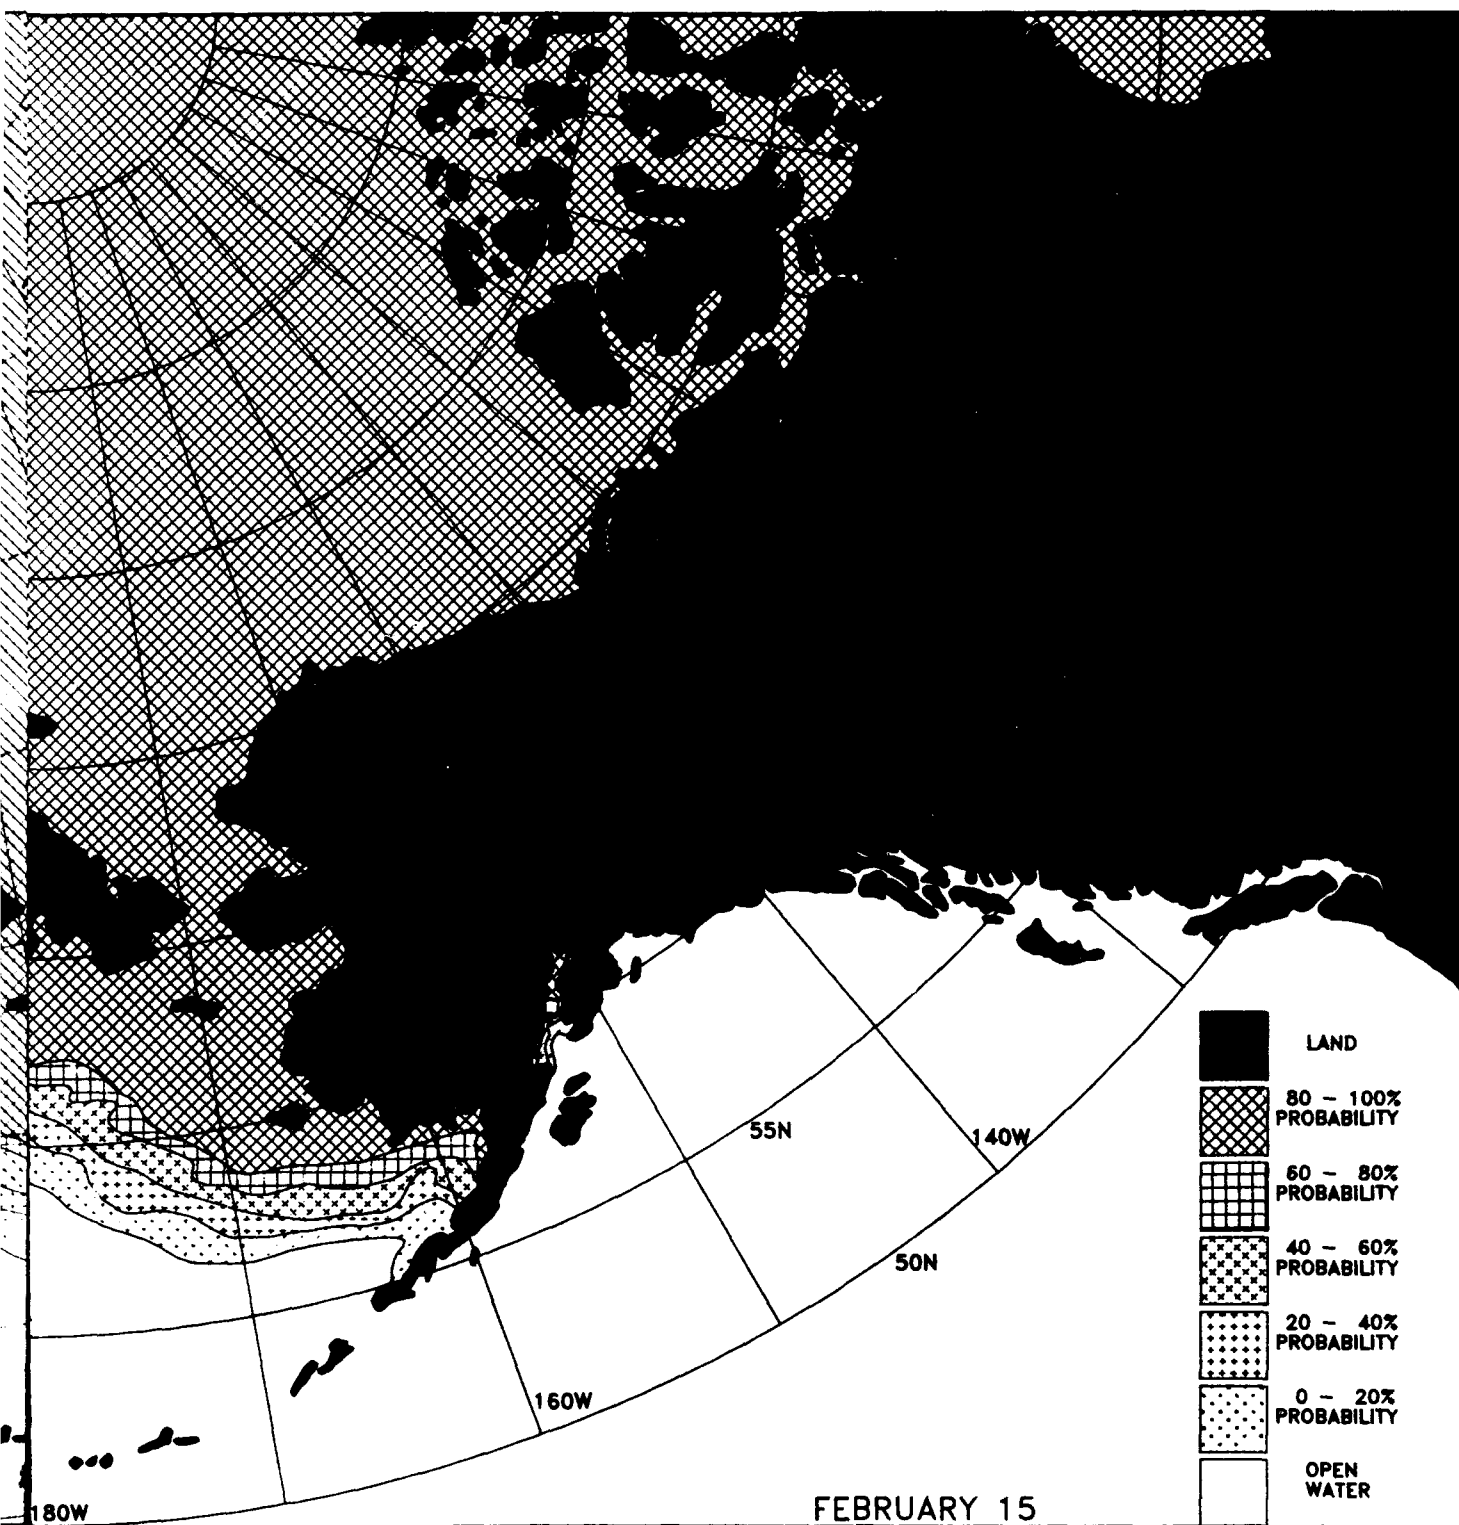 LAND
80 - 100%
PROBABILITY
60 - 80%
PROBABILITY
55N
140W
40 - 60%
PROBABILITY
50N
20 - 40%
PROBABILITY
160W
0 - 20%
PROBABILITY
OPEN
WATER
180W
FEBRUARY 15